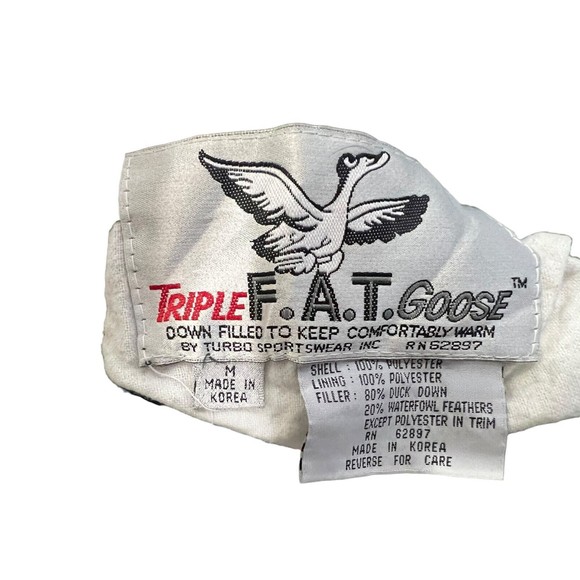 TRIPLE F.A.T. GOOSE™
DOWN FILLED TO KEEP COMFORTABLY WARM
BY TURBO SPORTSWEAR INC RN62897
M
MADE IN
KOREA
SHELL : 100% POLYESTER
LINING : 100% POLYESTER
FILLER : 80% DUCK DOWN
20% WATERFOWL FEATHERS
EXCEPT POLYESTER IN TRIM
RN 62897
MADE IN KOREA
REVERSE FOR CARE